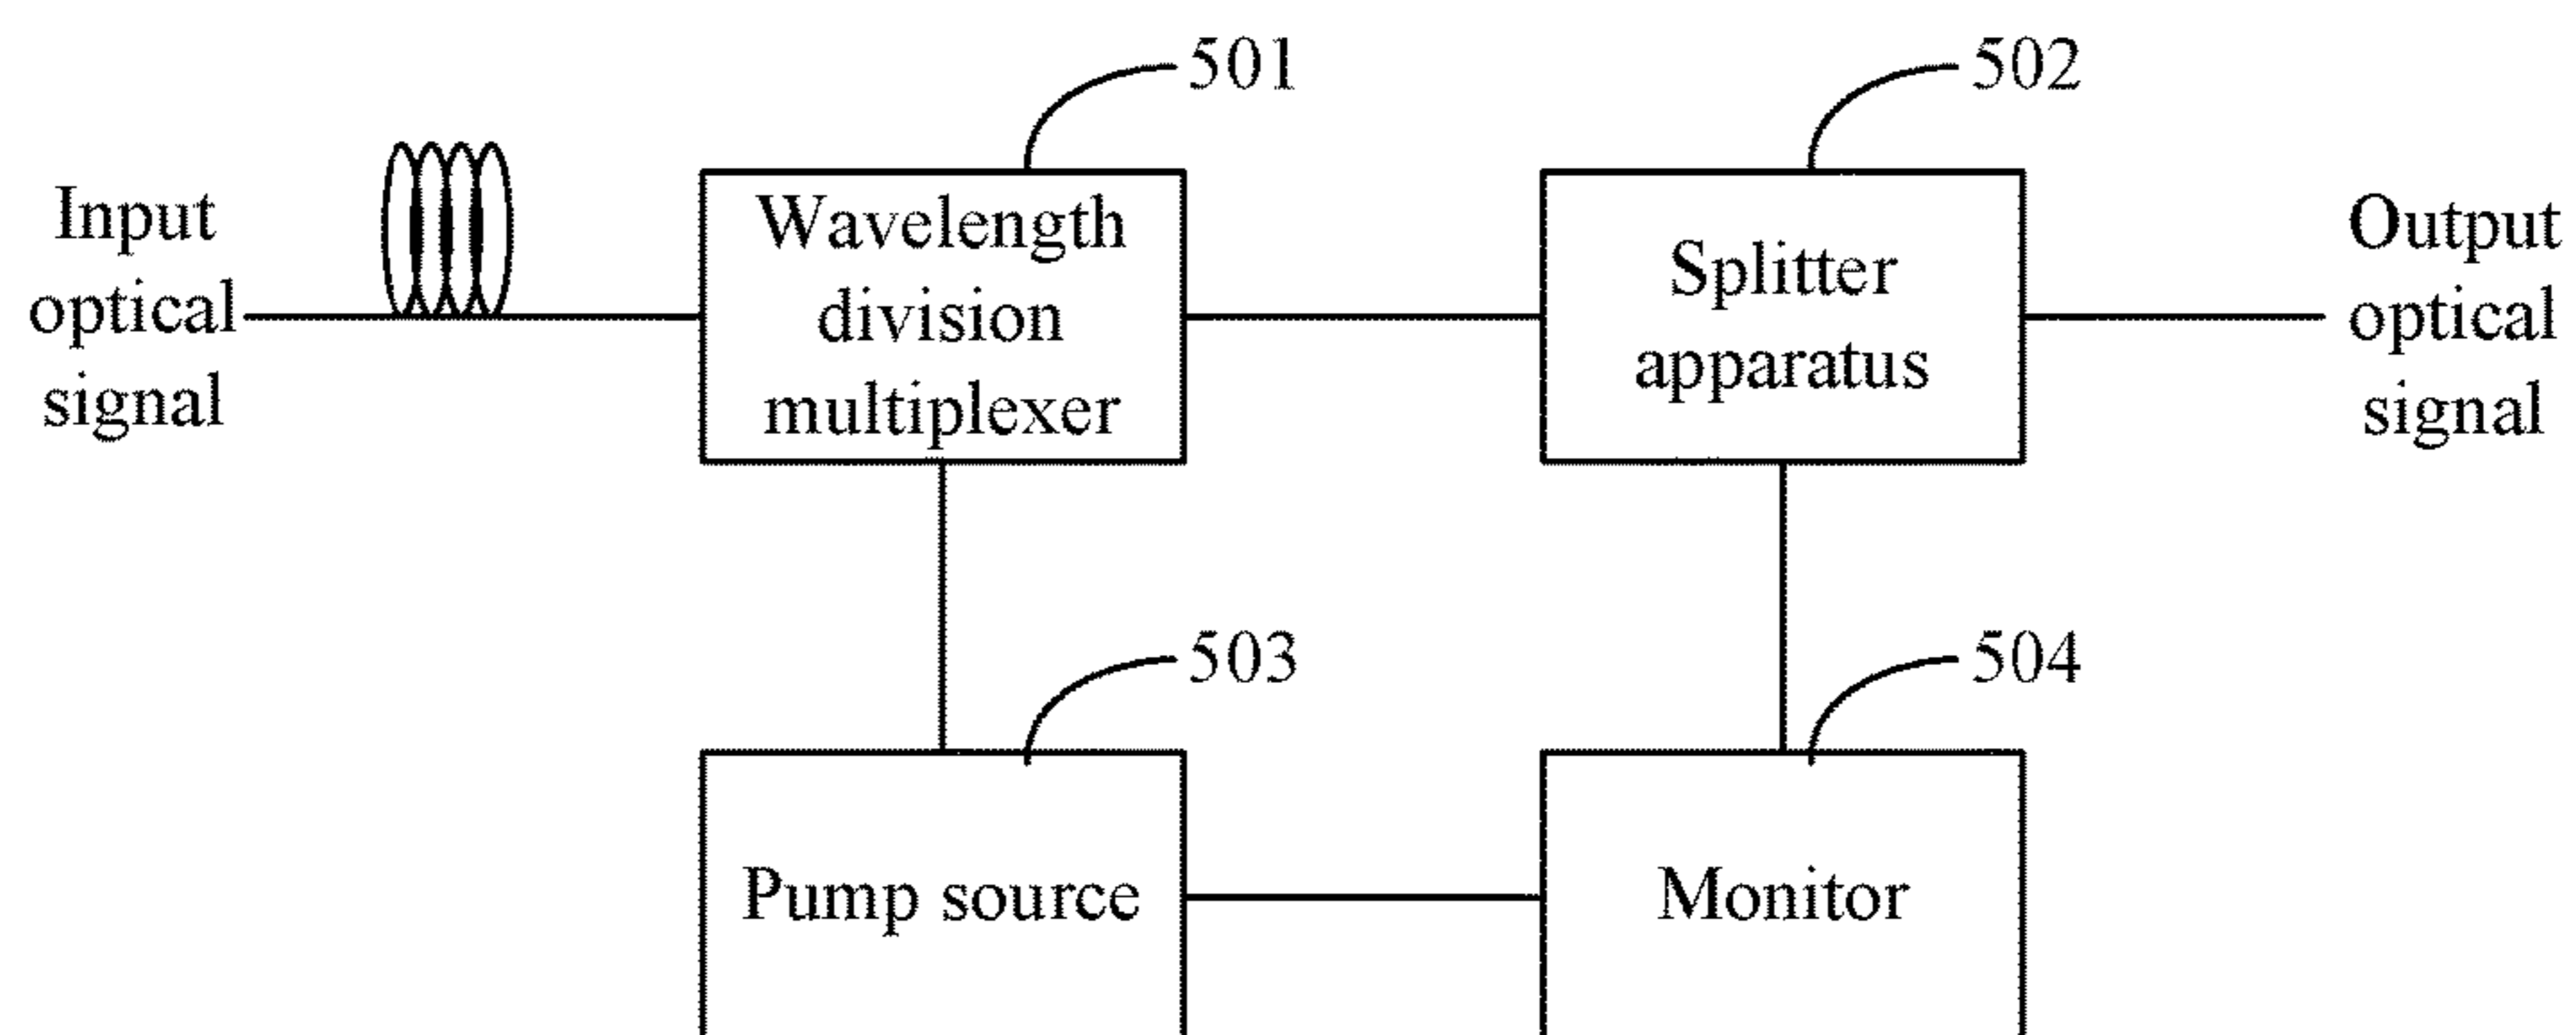 501
502
Input
optical
signal
Wavelength
division
multiplexer
Splitter
apparatus
Output
optical
signal
503
504
Pump source
Monitor